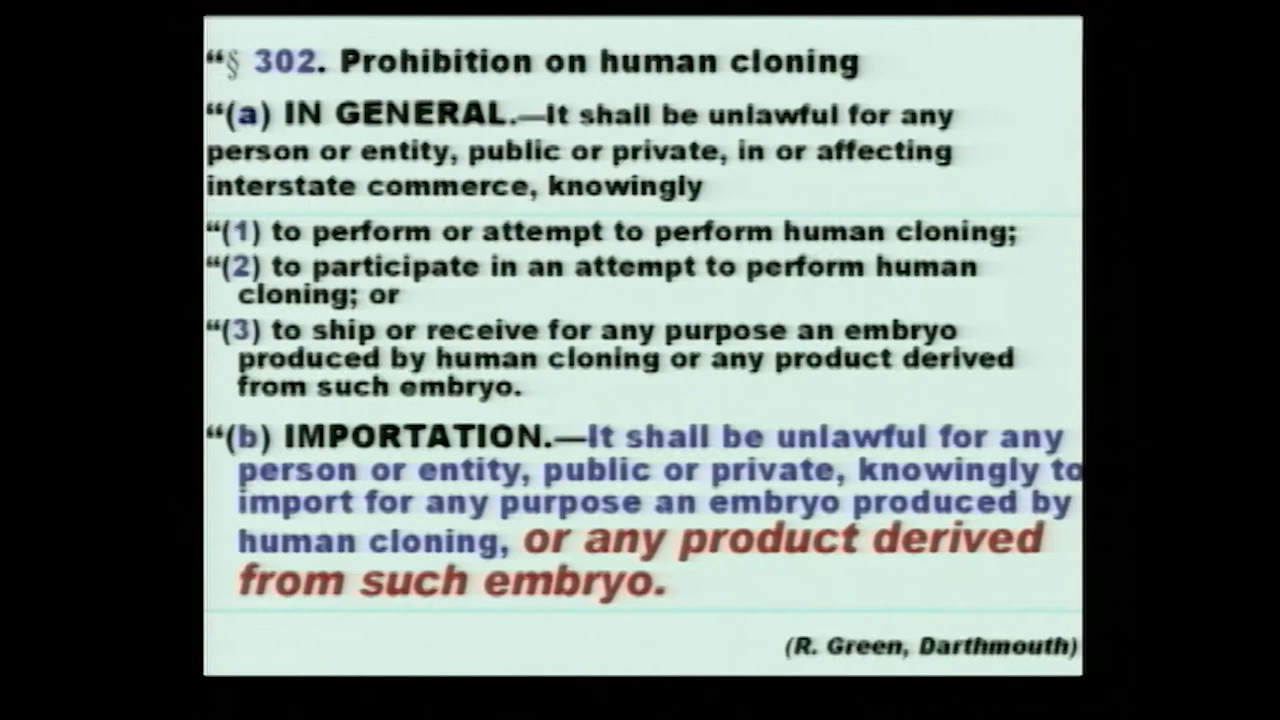 “§ 302. Prohibition on human cloning
“(a) IN GENERAL.—It shall be unlawful for any
person or entity, public or private, in or affecting
interstate commerce, knowingly
“(1) to perform or attempt to perform human cloning;
“(2) to participate in an attempt to perform human
cloning; or
“(3) to ship or receive for any purpose an embryo
produced by human cloning or any product derived
from such embryo.
“(b) IMPORTATION.—It shall be unlawful for any
person or entity, public or private, knowingly to
import for any purpose an embryo produced by
human cloning, or any product derived
from such embryo.
(R. Green, Darthmouth)